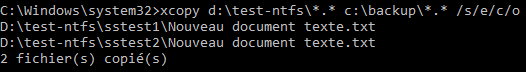 C:\Windows\system32>xcopy d:\test-ntfs\*.* c:\backup\*.* /s/e/c/o
D:\test-ntfs\sstest1\Nouveau document texte.txt
D:\test-ntfs\sstest2\Nouveau document texte.txt
2 fichier(s) copié(s)